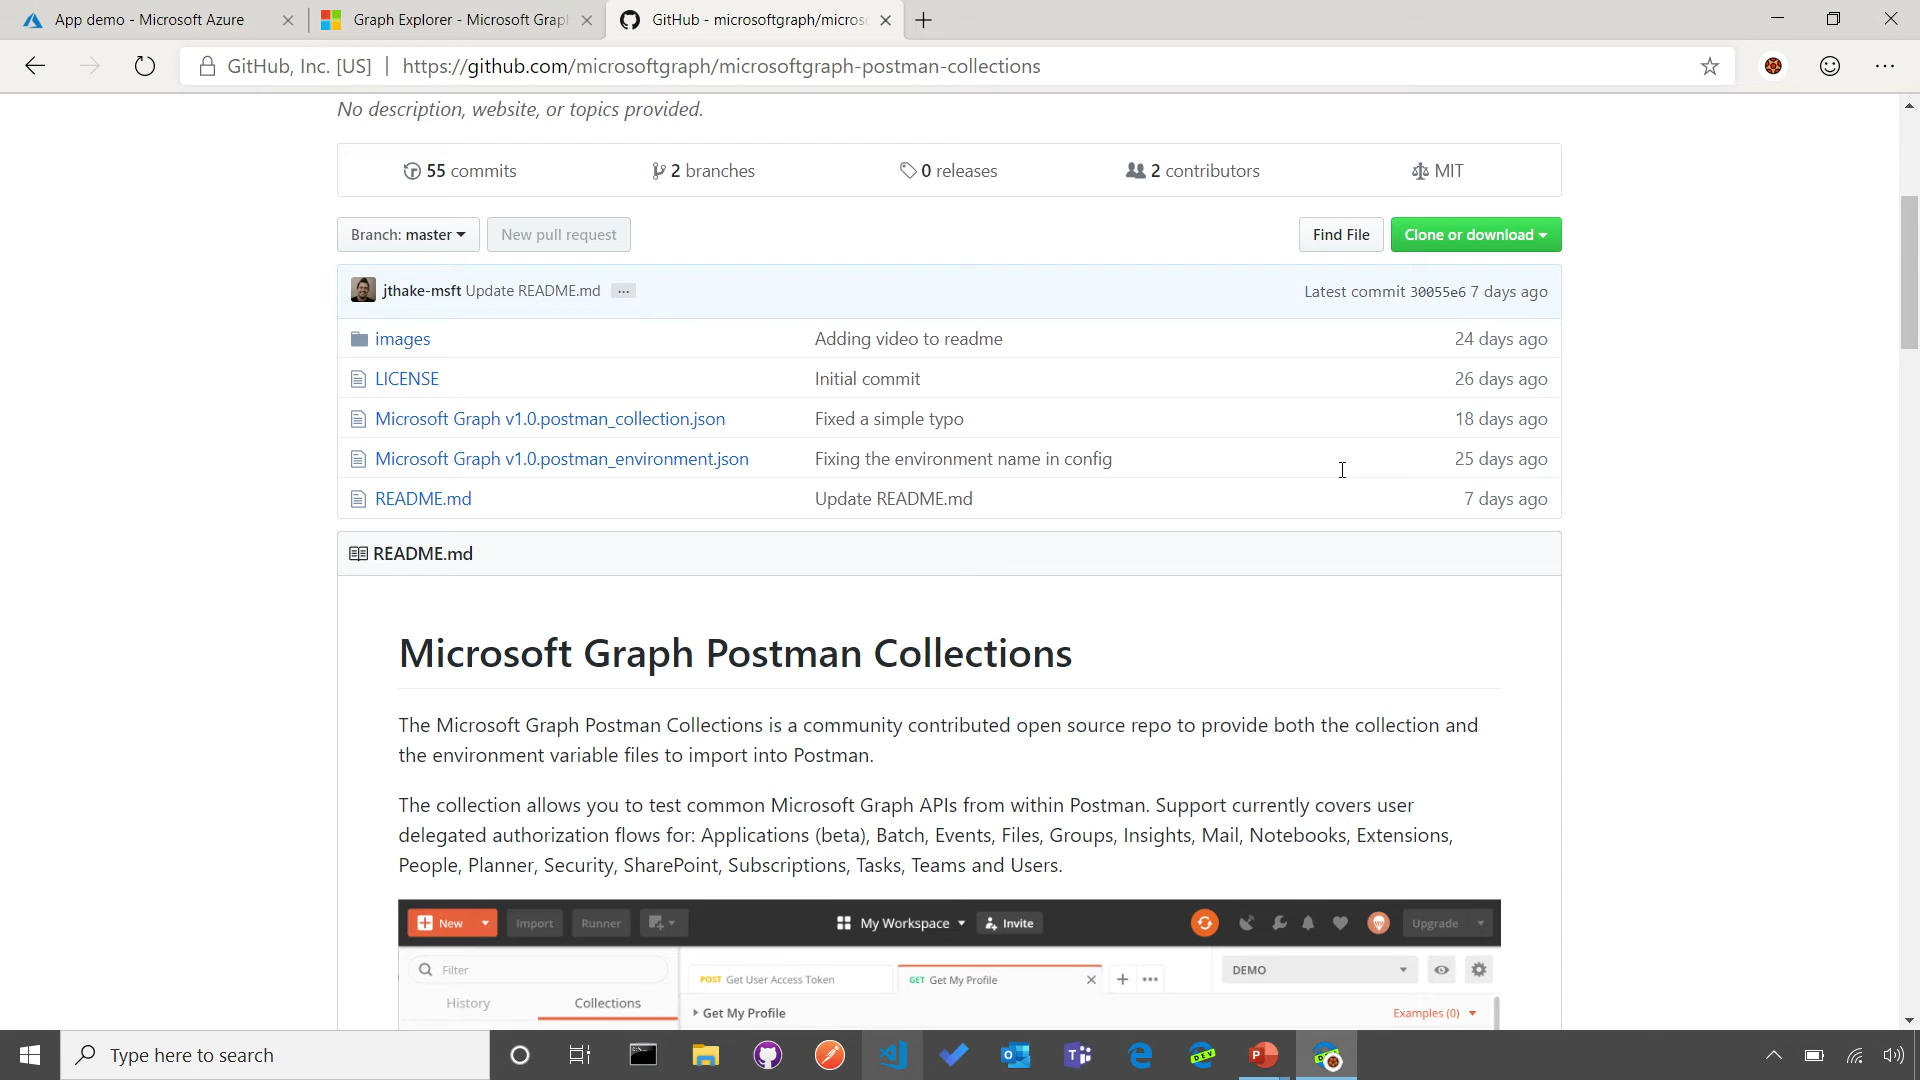 App demo - Microsoft Azure
Graph Explorer - Microsoft Grap
GitHub - microsoftgraph/micros
GitHub, Inc. [US] | https://github.com/microsoftgraph/microsoftgraph-postman-collections
No description, website, or topics provided.
55 commits
2 branches
0 releases
2 contributors
MIT
Branch: master
New pull request
Find File
Clone or download
jthake-msft Update README.md ...
Latest commit 30055e6 7 days ago
images Adding video to readme 24 days ago
LICENSE Initial commit 26 days ago
Microsoft Graph v1.0.postman_collection.json Fixed a simple typo 18 days ago
Microsoft Graph v1.0.postman_environment.json Fixing the environment name in config 25 days ago
README.md Update README.md 7 days ago
README.md
Microsoft Graph Postman Collections
The Microsoft Graph Postman Collections is a community contributed open source repo to provide both the collection and
the environment variable files to import into Postman.
The collection allows you to test common Microsoft Graph APIs from within Postman. Support currently covers user
delegated authorization flows for: Applications (beta), Batch, Events, Files, Groups, Insights, Mail, Notebooks, Extensions,
People, Planner, Security, SharePoint, Subscriptions, Tasks, Teams and Users.
New
Import
Runner
My Workspace
Invite
Upgrade
Filter
POST Get User Access Token
GET Get My Profile
DEMO
History
Collections
Get My Profile
Examples (0)
Type here to search
DEV
DEV